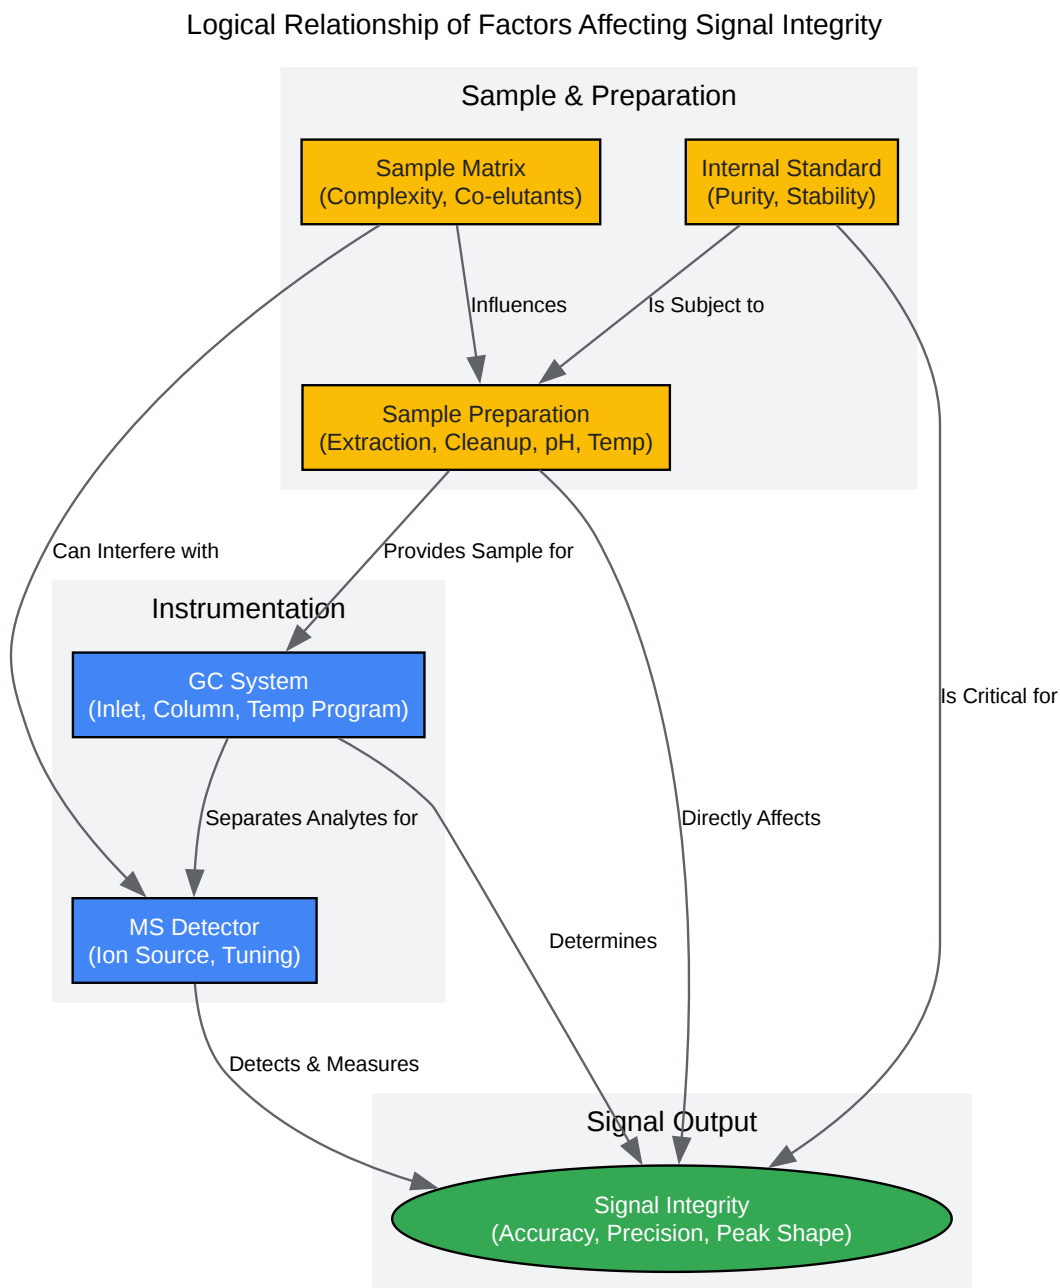 Logical Relationship of Factors Affecting Signal Integrity
Sample & Preparation
Sample Matrix
(Complexity, Co-elutants)
Internal Standard
(Purity, Stability)
Influences
Is Subject to
Sample Preparation
(Extraction, Cleanup, pH, Temp)
Can Interfere with
Provides Sample for
Instrumentation
GC System
(Inlet, Column, Temp Program)
Is Critical for
Separates Analytes for
Directly Affects
MS Detector
(Ion Source, Tuning)
Determines
Detects & Measures
Signal Output
Signal Integrity
(Accuracy, Precision, Peak Shape)